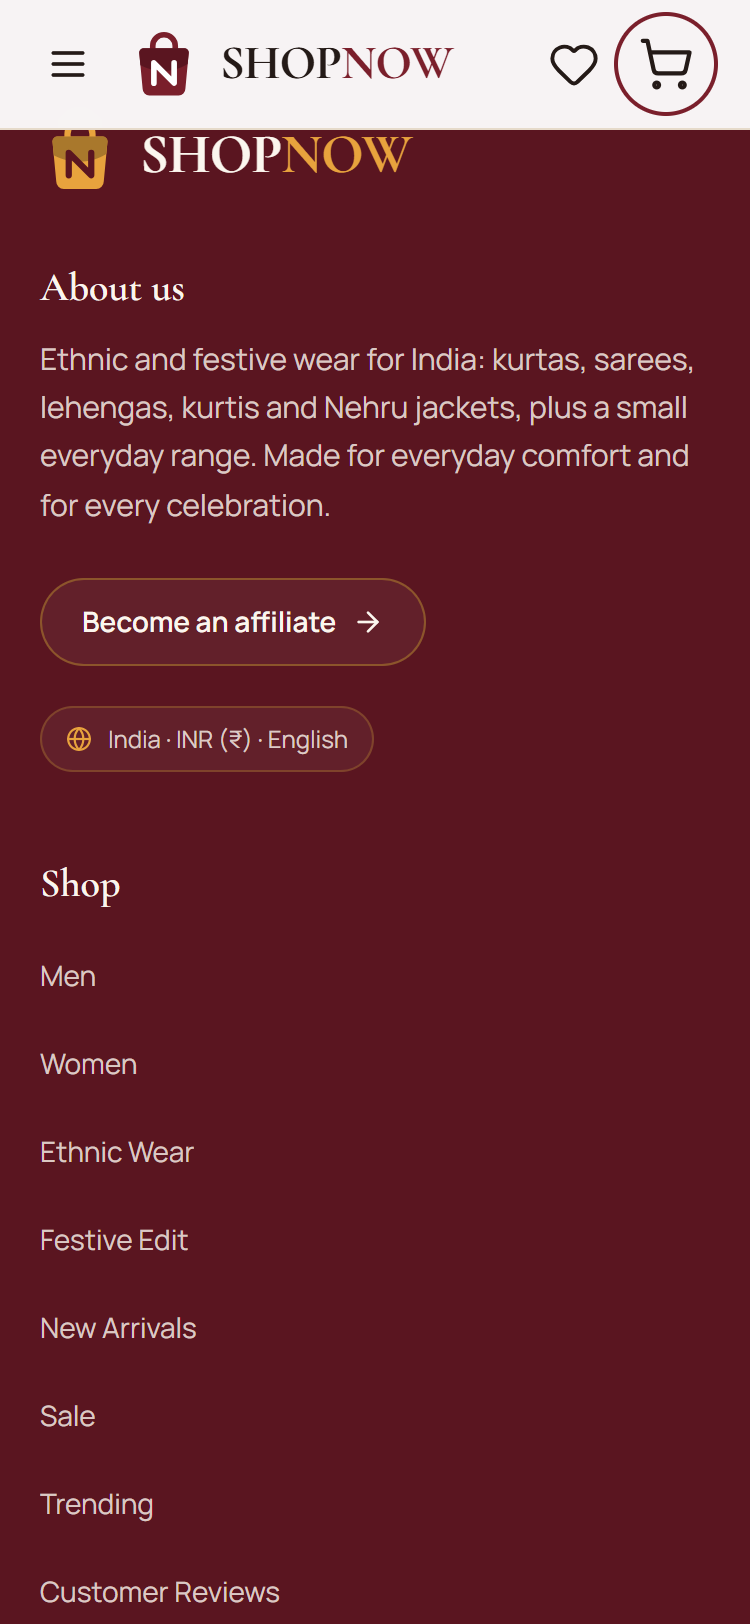 N SHOPNOW
N SHOPNOW
About us
Ethnic and festive wear for India: kurtas, sarees,
lehengas, kurtis and Nehru jackets, plus a small
everyday range. Made for everyday comfort and
for every celebration.
Become an affiliate →
India · INR (₹) · English
Shop
Men
Women
Ethnic Wear
Festive Edit
New Arrivals
Sale
Trending
Customer Reviews